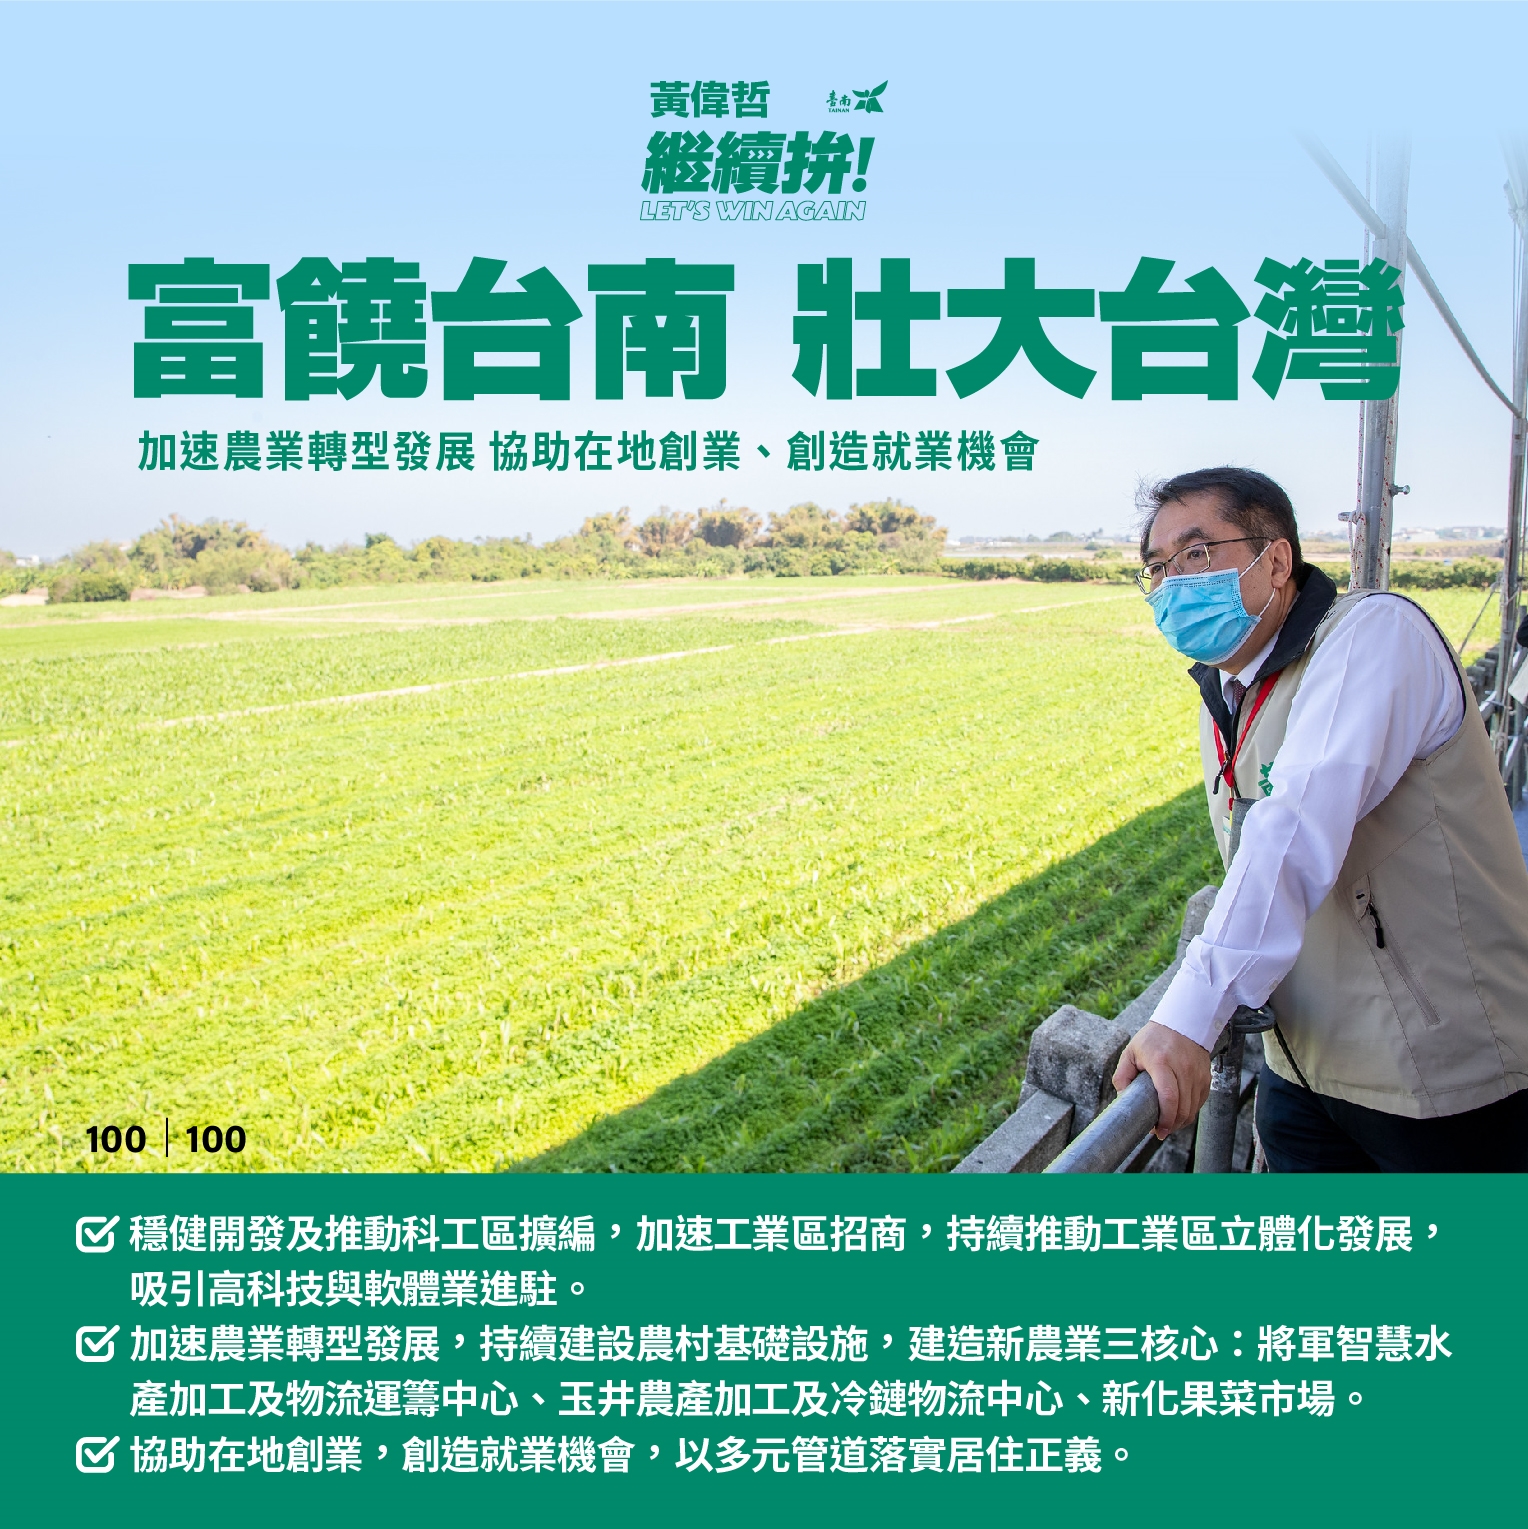 黃偉哲
臺南
TAINAN
繼續拚!
LET'S WIN AGAIN
富饒台南 壯大台灣
加速農業轉型發展 協助在地創業、創造就業機會
100 | 100
穩健開發及推動科工區擴編，加速工業區招商，持續推動工業區立體化發展，
吸引高科技與軟體業進駐。
加速農業轉型發展，持續建設農村基礎設施，建造新農業三核心：將軍智慧水
產加工及物流運籌中心、玉井農產加工及冷鏈物流中心、新化果菜市場。
協助在地創業，創造就業機會，以多元管道落實居住正義。